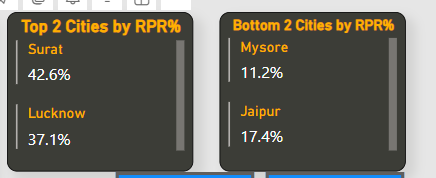 Top 2 Cities by RPR%
Surat
42.6%
Lucknow
37.1%
Bottom 2 Cities by RPR%
Mysore
11.2%
Jaipur
17.4%